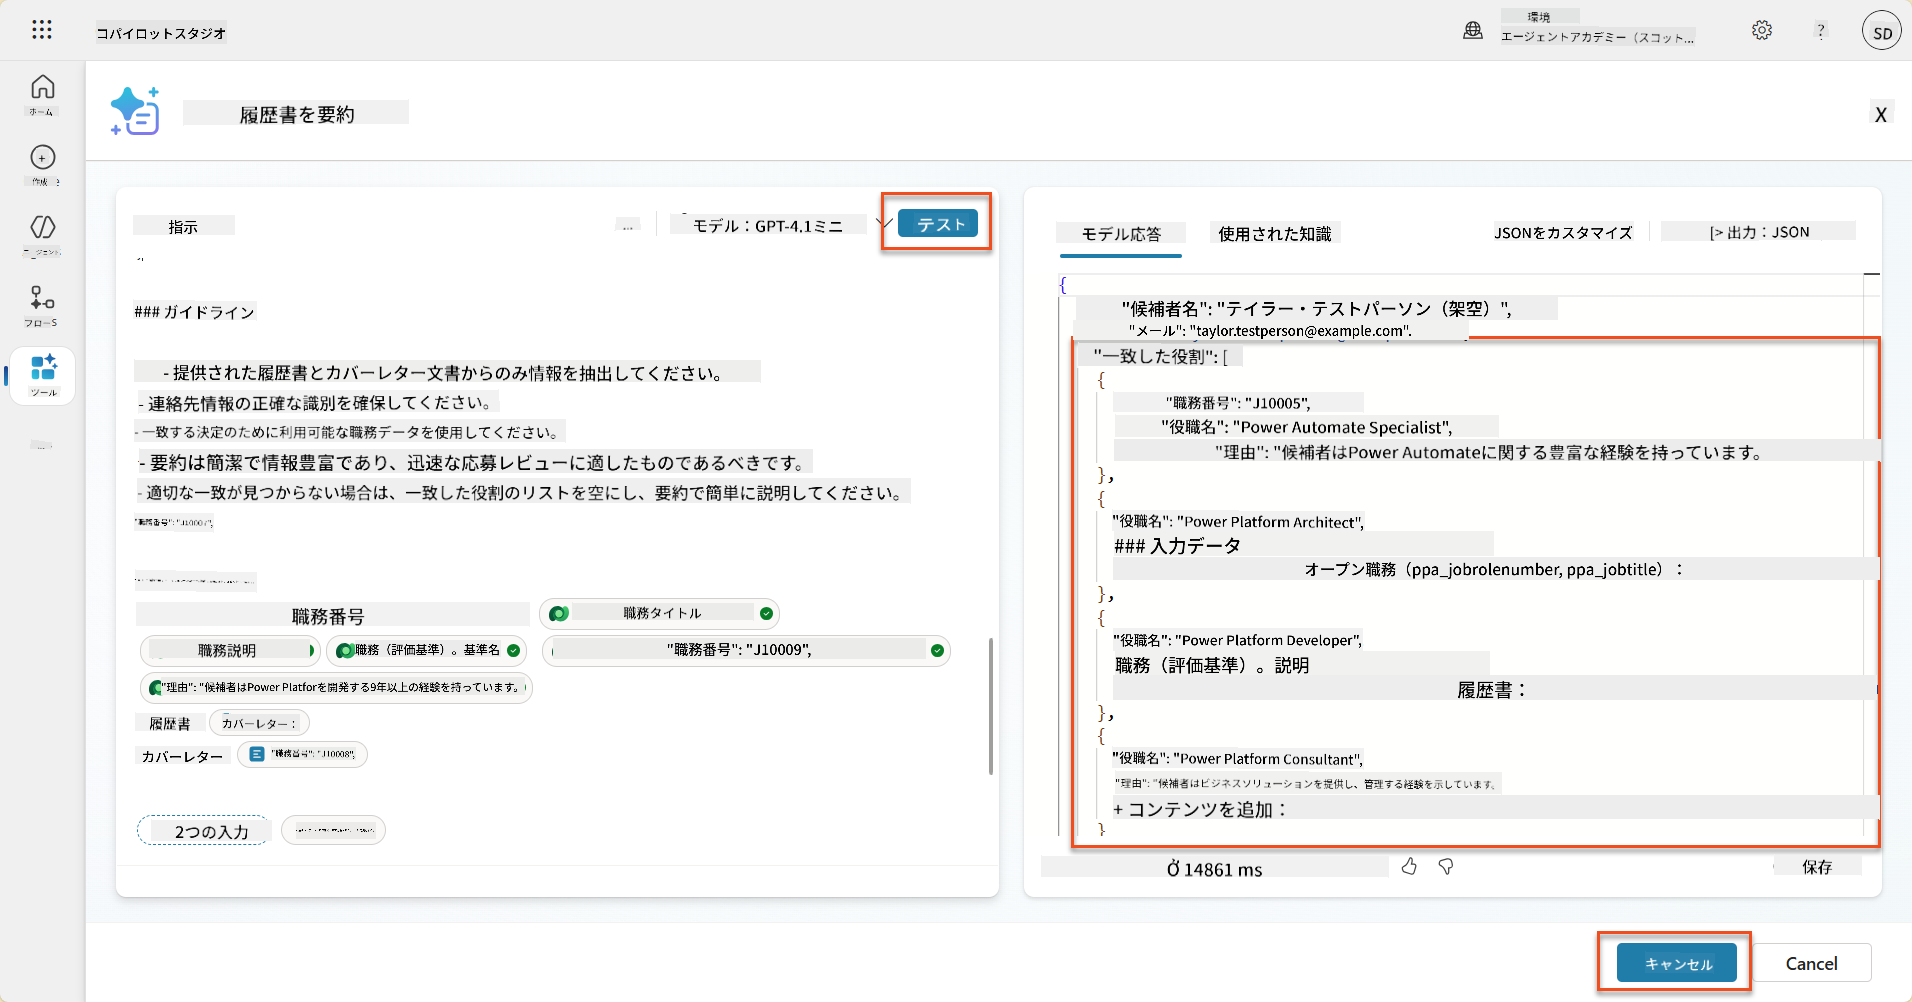 コパイロットスタジオ
環境
エージェントアカデミー（スコット...
?
SD
ホーム
作成
フローS
ツール
...
履歴書を要約
X
指示
...
モデル：GPT-4.1ミニ
テスト
### ガイドライン
- 提供された履歴書とカバーレター文書からのみ情報を抽出してください。
- 連絡先情報の正確な識別を確保してください。
- 一致する決定のために利用可能な職務データを使用してください。
- 要約は簡潔で情報豊富であり、迅速な応募レビューに適したものであるべきです。
- 適切な一致が見つからない場合は、一致した役割のリストを空にし、要約で簡単に説明してください。
"職務番号": "J10007",
職務番号
職務タイトル
職務説明
職務（評価基準）。基準名
"職務番号": "J10009",
"理由": "候補者はPower Platforを開発する9年以上の経験を持っています。
履歴書
カバーレター：
カバーレター
"職務番号": "J10008",
2つの入力
モデル応答
使用された知識
JSONをカスタマイズ
[> 出力：JSON
{
"候補者名": "テイラー・テストパーソン（架空）",
"メール": "taylor.testperson@example.com".
"一致した役割": [
{
"職務番号": "J10005",
"役職名": "Power Automate Specialist",
"理由": "候補者はPower Automateに関する豊富な経験を持っています。
},
{
"役職名": "Power Platform Architect",
### 入力データ
オープン職務（ppa_jobrolenumber, ppa_jobtitle）：
},
{
"役職名": "Power Platform Developer",
職務（評価基準）。説明
履歴書：
},
{
"役職名": "Power Platform Consultant",
"理由": "候補者はビジネスソリューションを提供し、管理する経験を示しています。
+ コンテンツを追加：
}
14861 ms
保存
キャンセル
Cancel